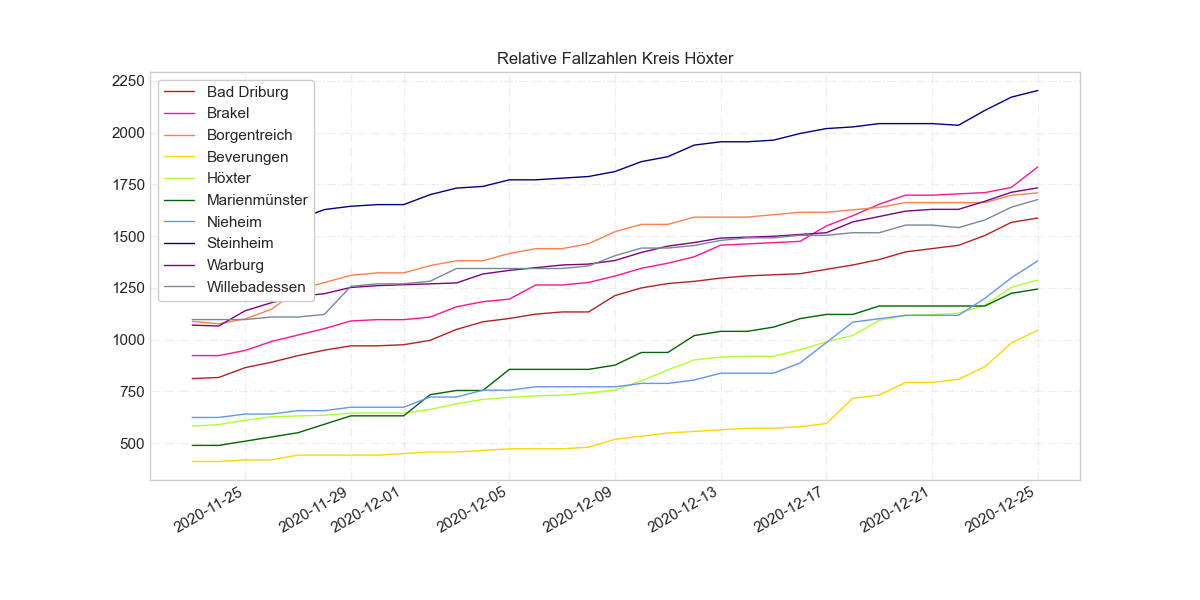 Relative Fallzahlen Kreis Höxter
2250
2000
1750
1500
1250
1000
750
500
Bad Driburg
Brakel
Borgentreich
Beverungen
Höxter
Marienmünster
Nieheim
Steinheim
Warburg
Willebadessen
2020-11-25
2020-11-29
2020-12-01
2020-12-05
2020-12-09
2020-12-13
2020-12-17
2020-12-21
2020-12-25